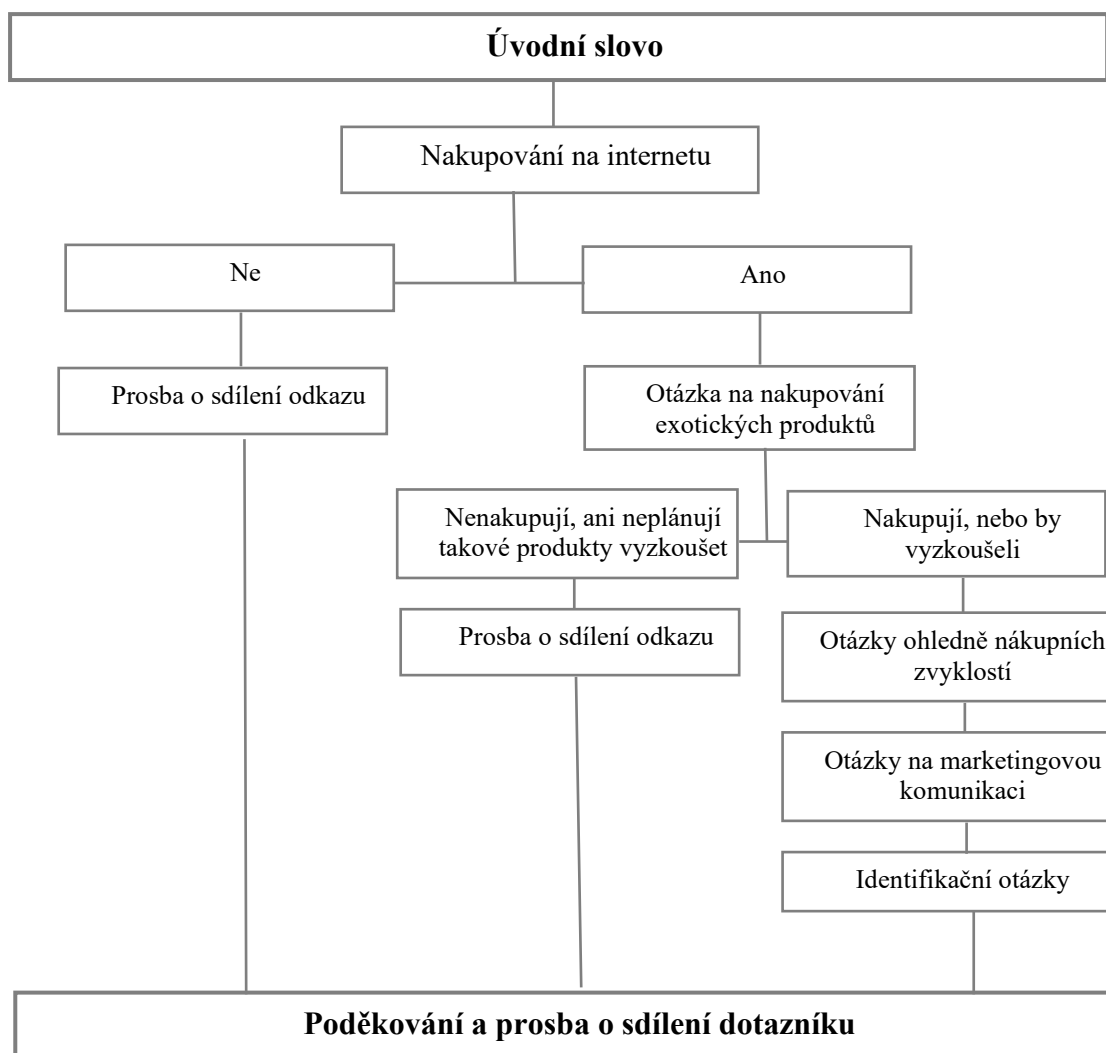 Úvodní slovo
Nakupování na internetu
Ne
Ano
Prosba o sdílení odkazu
Otázka na nakupování
exotických produktů
Nenakupují, ani neplánují
takové produkty vyzkoušet
Nakupují, nebo by
vyzkoušeli
Prosba o sdílení odkazu
Otázky ohledně nákupních
zvyklostí
Otázky na marketingovou
komunikaci
Identifikační otázky
Poděkování a prosba o sdílení dotazníku